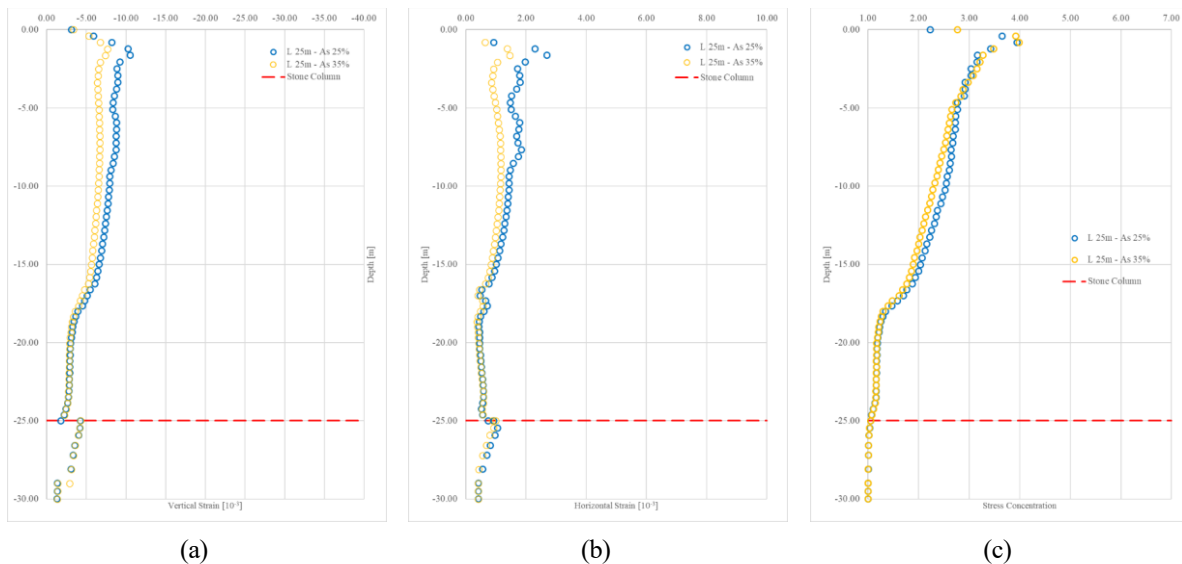 0.00 -5.00 -10.00 -15.00 -20.00 -25.00 -30.00 -35.00 -40.00
0.00
-5.00
-10.00
-15.00
-20.00
-25.00
-30.00
L 25m - As 25%
L 25m - As 35%
Stone Column
Depth [m]
Vertical Strain [10⁻³]
(a)
0.00 2.00 4.00 6.00 8.00 10.00
0.00
-5.00
-10.00
-15.00
-20.00
-25.00
-30.00
L 25m - As 25%
L 25m - As 35%
Stone Column
Depth [m]
Horizontal Strain [10⁻³]
(b)
1.00 2.00 3.00 4.00 5.00 6.00 7.00
0.00
-5.00
-10.00
-15.00
-20.00
-25.00
-30.00
L 25m - As 25%
L 25m - As 35%
Stone Column
Depth [m]
Stress Concentration
(c)